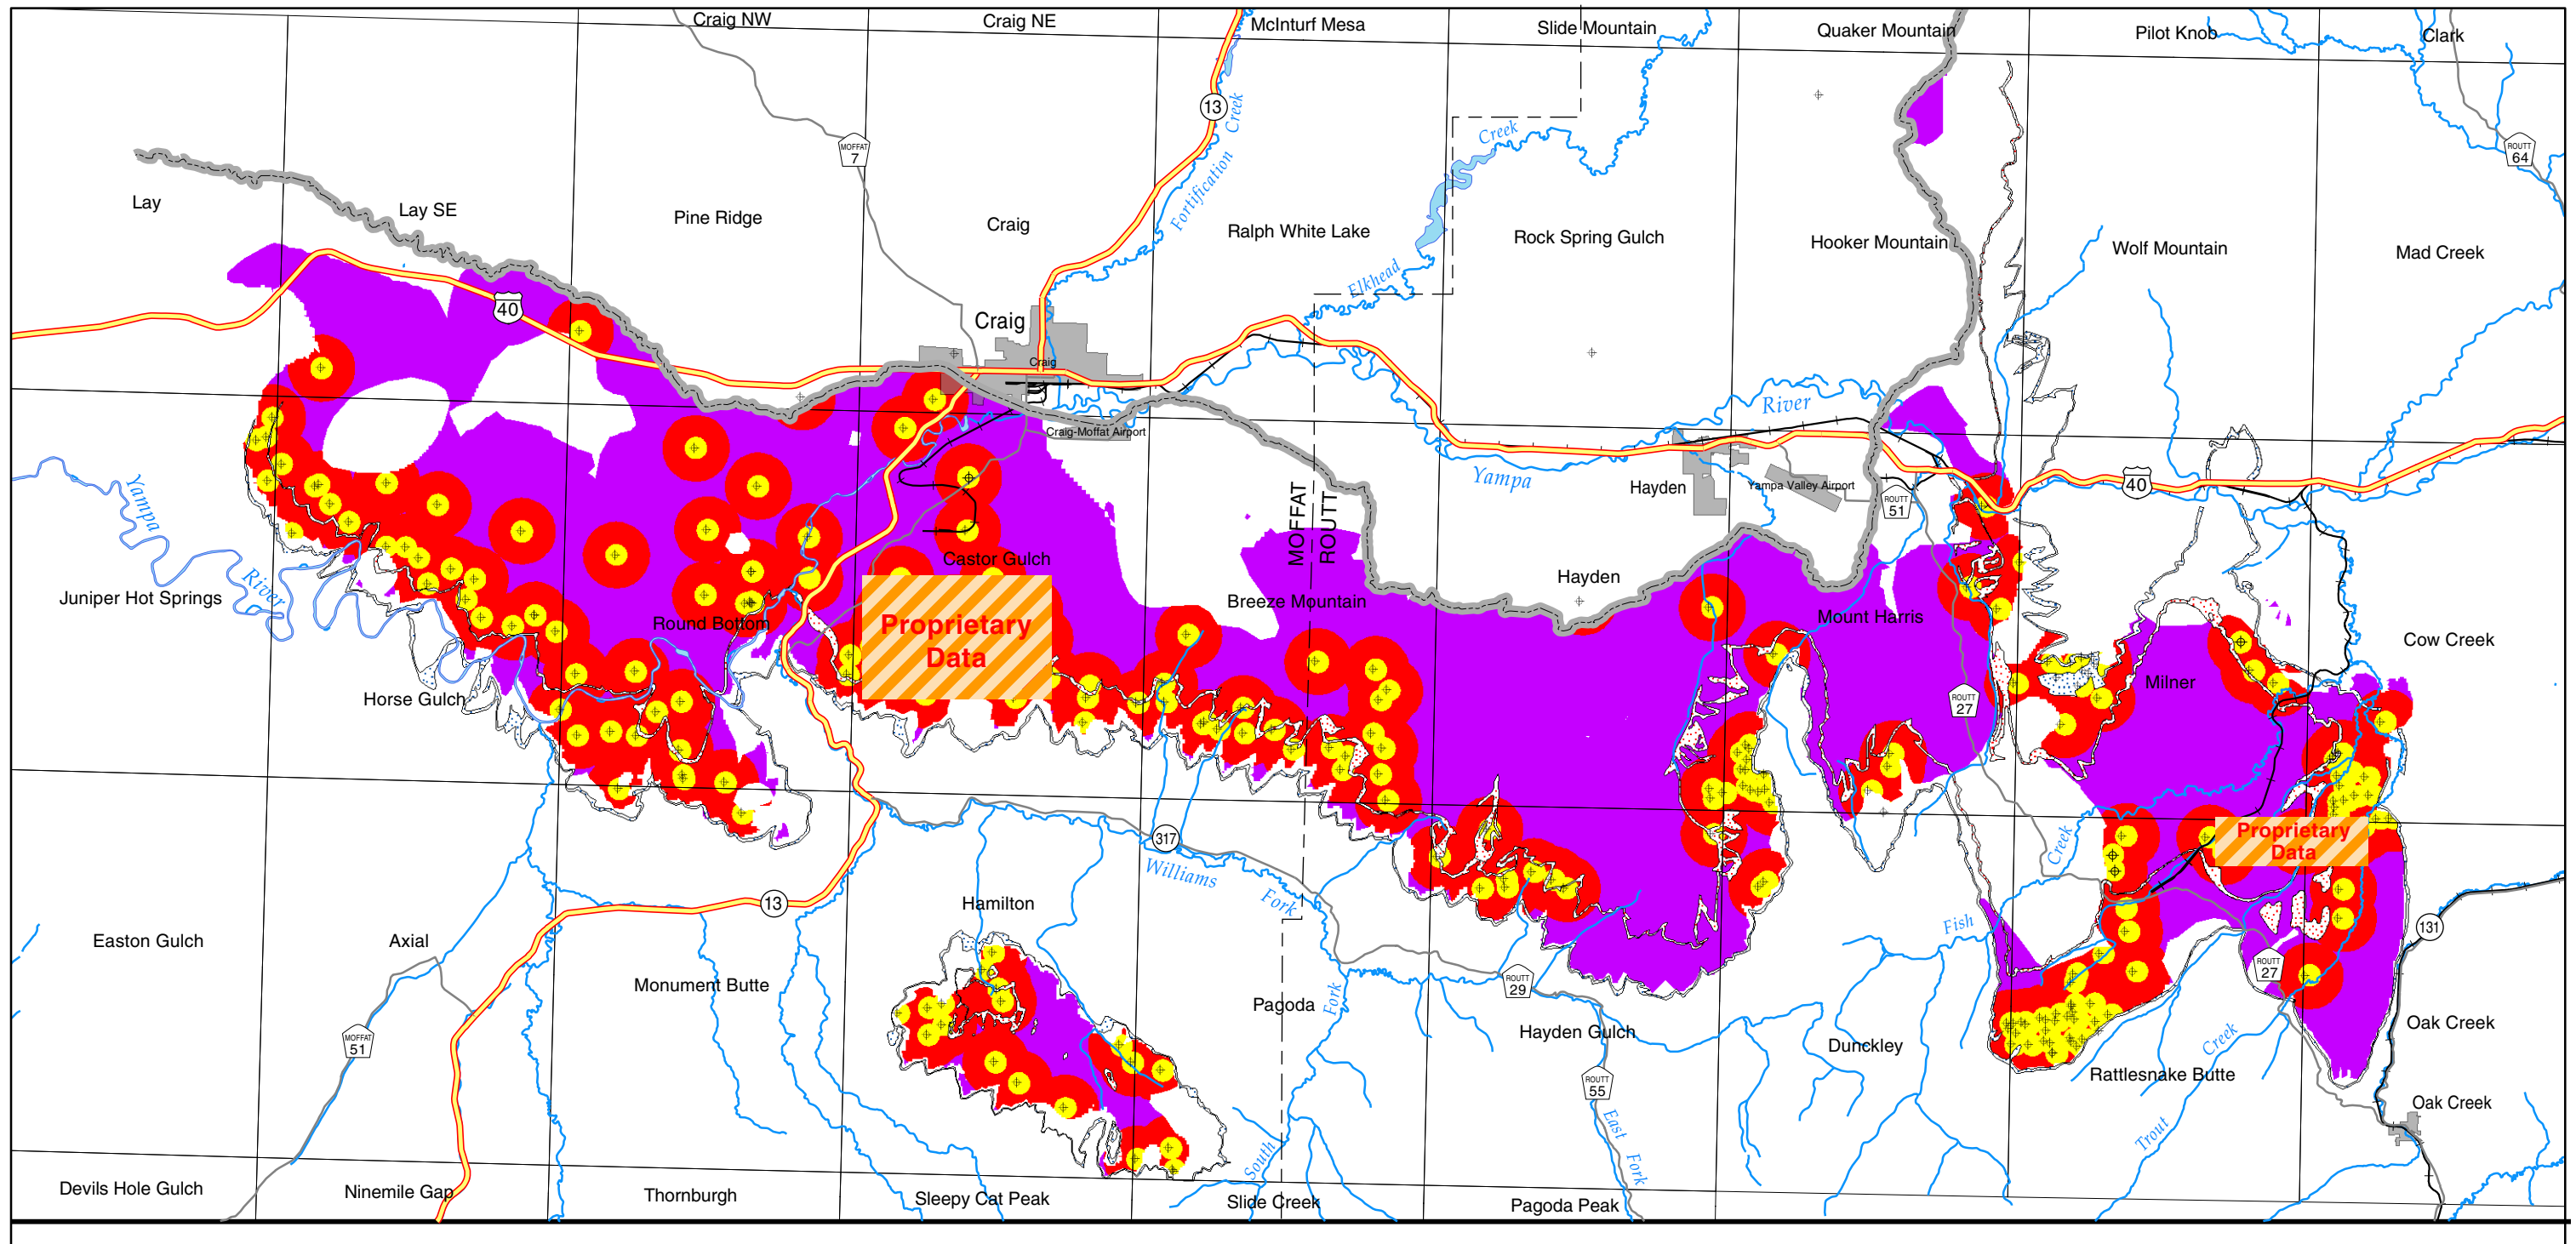 Craig NW
Craig NE
McInturf Mesa
Slide Mountain
Quaker Mountain
Pilot Knob
Clark
13
Creek
Fortification
MOFFAT
7
Creek
ROUTT
64
Lay
Lay SE
Pine Ridge
Craig
Ralph White Lake
Rock Spring Gulch
Hooker Mountain
Wolf Mountain
Mad Creek
Elkhead
40
Craig
Craig
Craig-Moffat Airport
River
Yampa
Hayden
Yampa Valley Airport
ROUTT
51
40
Yampa
River
MOFFAT
ROUTT
Castor Gulch
Hayden
Juniper Hot Springs
Round Bottom
Proprietary
Data
Breeze Mountain
Mount Harris
Cow Creek
Horse Gulch
ROUTT
27
Milner
317
Williams
Fork
Creek
Proprietary
Data
13
Hamilton
Fish
131
Easton Gulch
Axial
Monument Butte
Pagoda
Fork
ROUTT
29
ROUTT
27
MOFFAT
51
Hayden Gulch
Dunckley
Creek
Oak Creek
ROUTT
55
Rattlesnake Butte
Oak Creek
East
Fork
Trout
South
Devils Hole Gulch
Ninemile Gap
Thornburgh
Sleepy Cat Peak
Slide Creek
Pagoda Peak